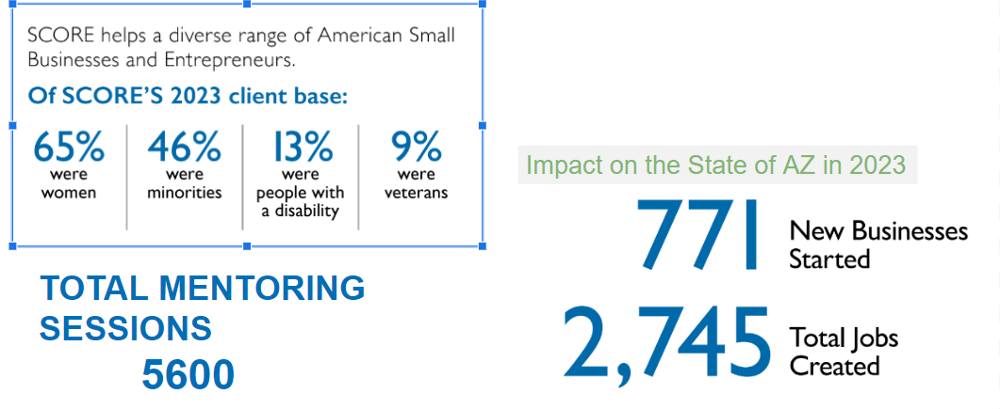 SCORE helps a diverse range of American Small
Businesses and Entrepreneurs.
Of SCORE'S 2023 client base:
65%
were
women
46%
were
minorities
13%
were
people with
a disability
9%
were
veterans
TOTAL MENTORING
SESSIONS
5600
Impact on the State of AZ in 2023
771
New Businesses
Started
2,745
Total Jobs
Created